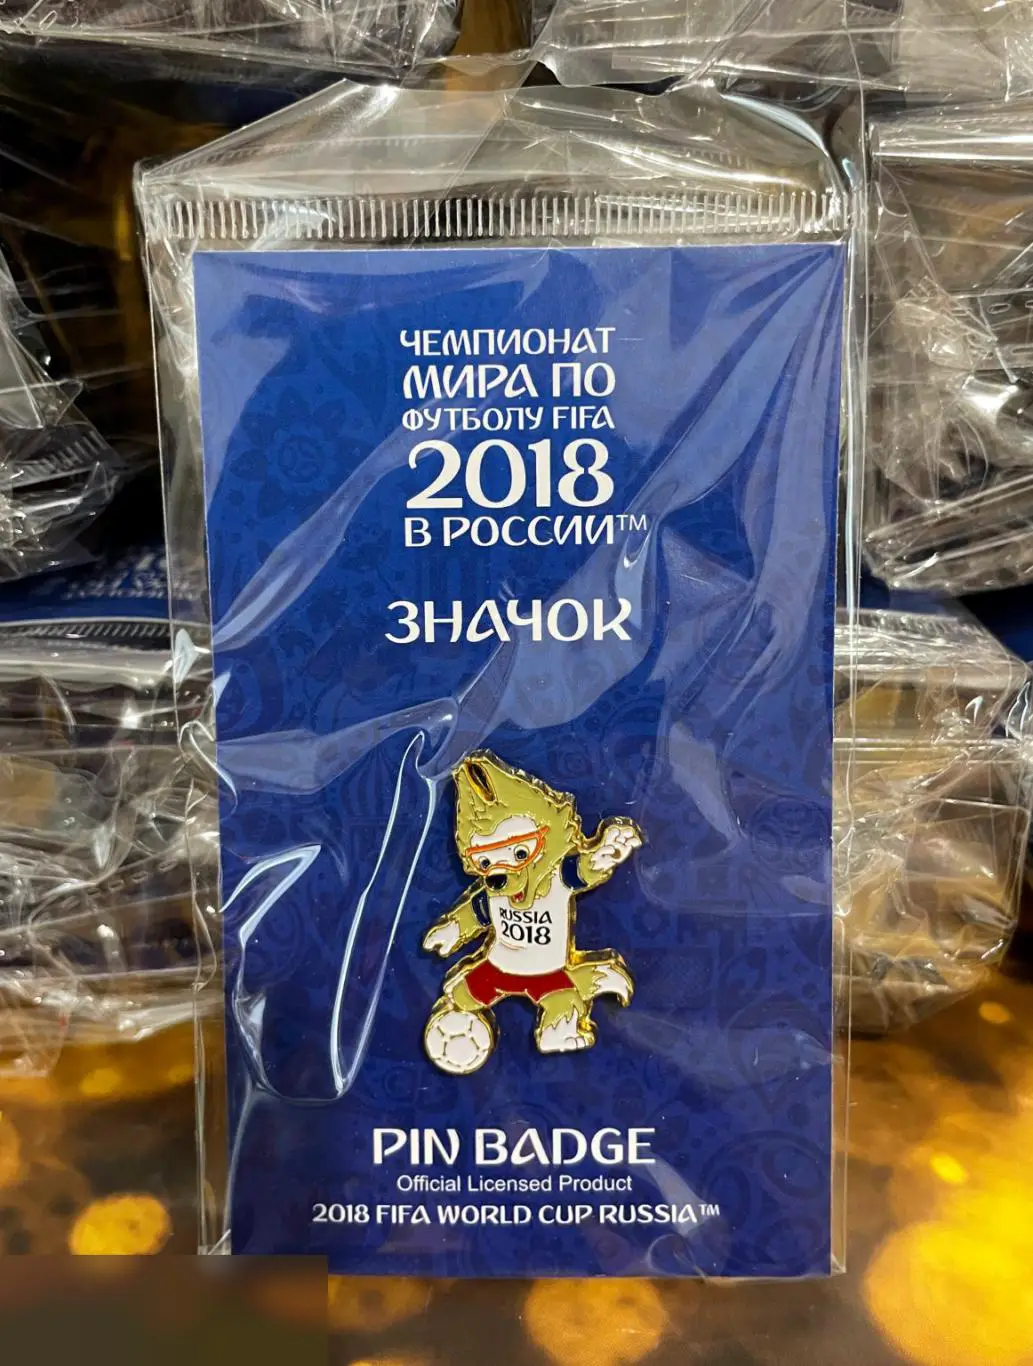 ЧЕМПИОНАТ
МИРА ПО
ФУТБОЛУ FIFA
2018
В РОССИИ™
ЗНАЧОК
RUSSIA
2018
PIN BADGE
Official Licensed Product
2018 FIFA WORLD CUP RUSSIA™